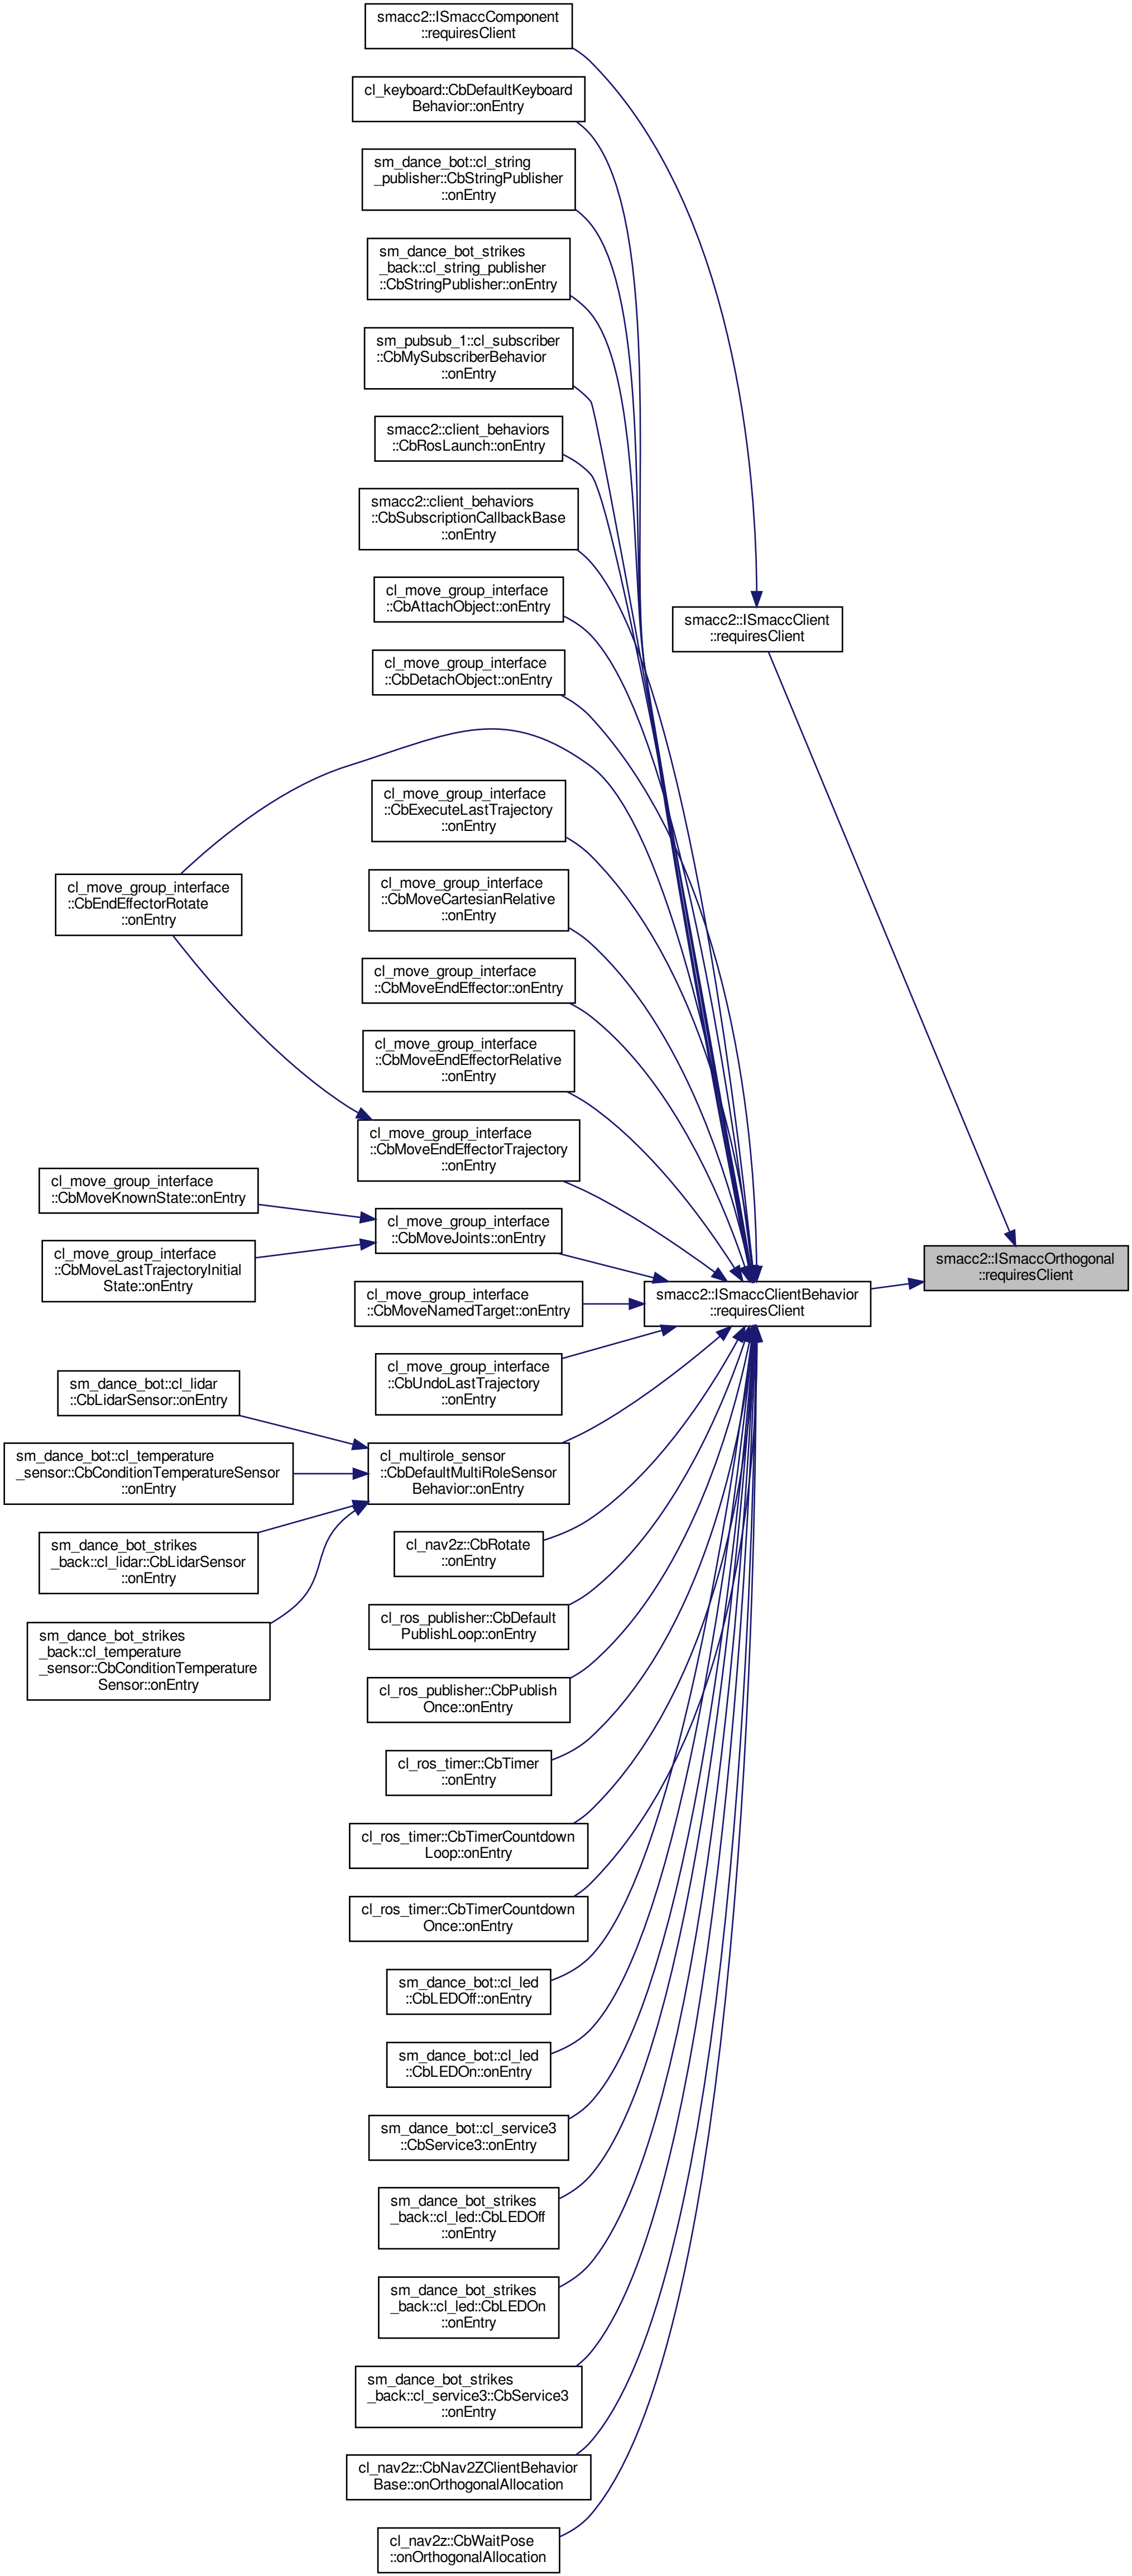 smacc2::ISmaccComponent
::requiresClient
cl_keyboard::CbDefaultKeyboard
Behavior::onEntry
sm_dance_bot::cl_string
_publisher::CbStringPublisher
::onEntry
sm_dance_bot_strikes
_back::cl_string_publisher
::CbStringPublisher::onEntry
sm_pubsub_1::cl_subscriber
::CbMySubscriberBehavior
::onEntry
smacc2::client_behaviors
::CbRosLaunch::onEntry
smacc2::client_behaviors
::CbSubscriptionCallbackBase
::onEntry
cl_move_group_interface
::CbAttachObject::onEntry
smacc2::ISmaccClient
::requiresClient
cl_move_group_interface
::CbDetachObject::onEntry
cl_move_group_interface
::CbExecuteLastTrajectory
::onEntry
cl_move_group_interface
::CbEndEffectorRotate
::onEntry
cl_move_group_interface
::CbMoveCartesianRelative
::onEntry
cl_move_group_interface
::CbMoveEndEffector::onEntry
cl_move_group_interface
::CbMoveEndEffectorRelative
::onEntry
cl_move_group_interface
::CbMoveEndEffectorTrajectory
::onEntry
cl_move_group_interface
::CbMoveKnownState::onEntry
cl_move_group_interface
::CbMoveJoints::onEntry
cl_move_group_interface
::CbMoveLastTrajectoryInitial
State::onEntry
smacc2::ISmaccOrthogonal
::requiresClient
cl_move_group_interface
::CbMoveNamedTarget::onEntry
smacc2::ISmaccClientBehavior
::requiresClient
cl_move_group_interface
::CbUndoLastTrajectory
::onEntry
sm_dance_bot::cl_lidar
::CbLidarSensor::onEntry
sm_dance_bot::cl_temperature
_sensor::CbConditionTemperatureSensor
::onEntry
cl_multirole_sensor
::CbDefaultMultiRoleSensor
Behavior::onEntry
sm_dance_bot_strikes
_back::cl_lidar::CbLidarSensor
::onEntry
cl_nav2z::CbRotate
::onEntry
sm_dance_bot_strikes
_back::cl_temperature
_sensor::CbConditionTemperature
Sensor::onEntry
cl_ros_publisher::CbDefault
PublishLoop::onEntry
cl_ros_publisher::CbPublish
Once::onEntry
cl_ros_timer::CbTimer
::onEntry
cl_ros_timer::CbTimerCountdown
Loop::onEntry
cl_ros_timer::CbTimerCountdown
Once::onEntry
sm_dance_bot::cl_led
::CbLEDOff::onEntry
sm_dance_bot::cl_led
::CbLEDOn::onEntry
sm_dance_bot::cl_service3
::CbService3::onEntry
sm_dance_bot_strikes
_back::cl_led::CbLEDOff
::onEntry
sm_dance_bot_strikes
_back::cl_led::CbLEDOn
::onEntry
sm_dance_bot_strikes
_back::cl_service3::CbService3
::onEntry
cl_nav2z::CbNav2ZClientBehavior
Base::onOrthogonalAllocation
cl_nav2z::CbWaitPose
::onOrthogonalAllocation